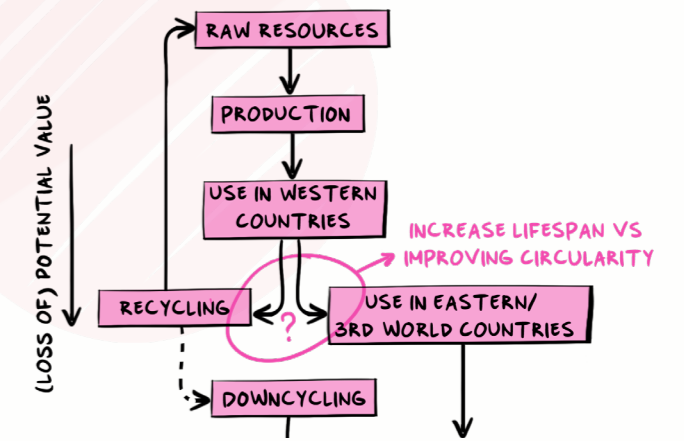 RAW RESOURCES
PRODUCTION
(LOSS OF) POTENTIAL VALUE
USE IN WESTERN
COUNTRIES
INCREASE LIFESPAN VS
IMPROVING CIRCULARITY
RECYCLING
?
USE IN EASTERN/
3RD WORLD COUNTRIES
DOWNCYCLING